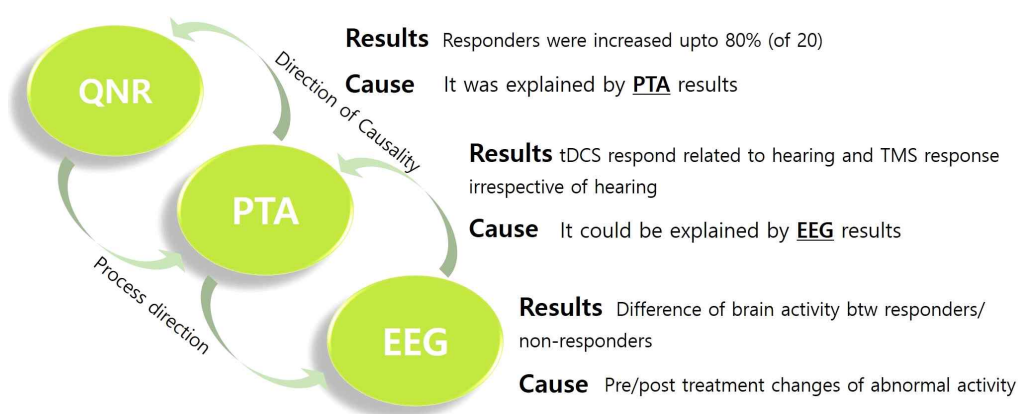 QNR
Results Responders were increased upto 80% (of 20)
Cause It was explained by PTA results
Direction of Causality
PTA
Results tDCS respond related to hearing and TMS response
irrespective of hearing
Cause It could be explained by EEG results
Process direction
EEG
Results Difference of brain activity btw responders/
non-responders
Cause Pre/post treatment changes of abnormal activity